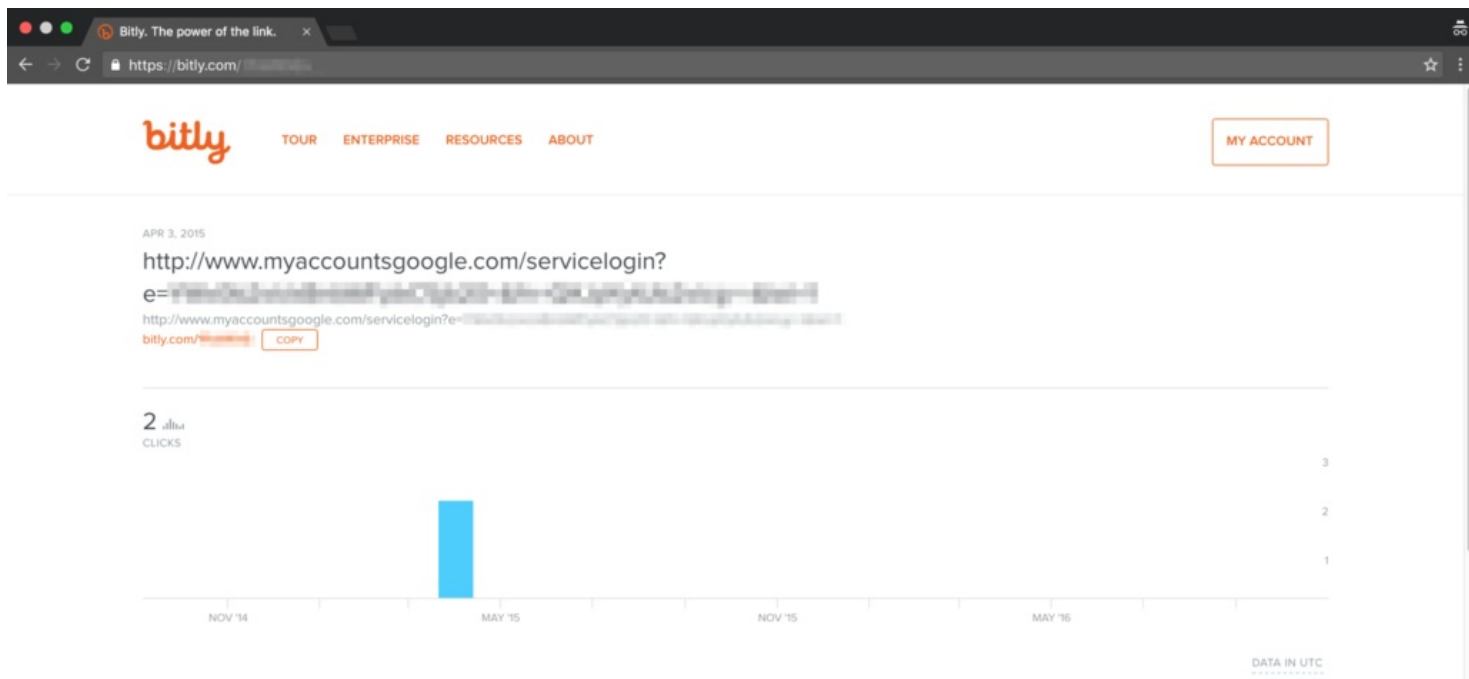 Bitly. The power of the link.
https://bitly.com/
bitly TOUR ENTERPRISE RESOURCES ABOUT MY ACCOUNT
APR 3, 2015
http://www.myaccountsgoogle.com/servicelogin?
e=
http://www.myaccountsgoogle.com/servicelogin?e=
bitly.com/ COPY
2
CLICKS
3
2
1
NOV '14 MAY '15 NOV '15 MAY '16
DATA IN UTC